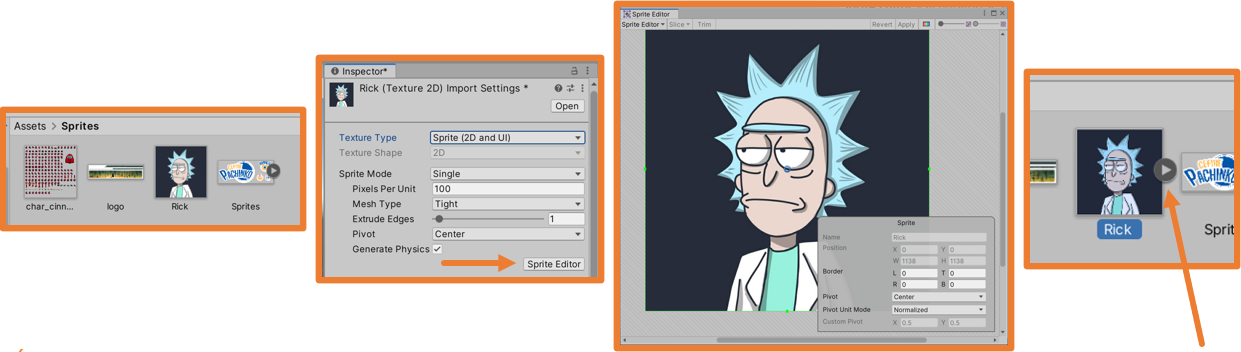 Assets > Sprites
char_cinn...
logo
Rick
Sprites
Inspector*
Rick (Texture 2D) Import Settings *
Open
Texture Type Sprite (2D and UI)
Texture Shape 2D
Sprite Mode Single
Pixels Per Unit 100
Mesh Type Tight
Extrude Edges 1
Pivot Center
Generate Physics
Sprite Editor
Sprite Editor
Sprite Editor Slice Trim Revert Apply
Sprite
Name Rick
Position X 0 Y 0
W 1138 H 1138
Border L 0 T 0
R 0 B 0
Pivot Center
Pivot Unit Mode Normalized
Custom Pivot X 0.5 Y 0.5
PACHINKO
Rick
Sprit